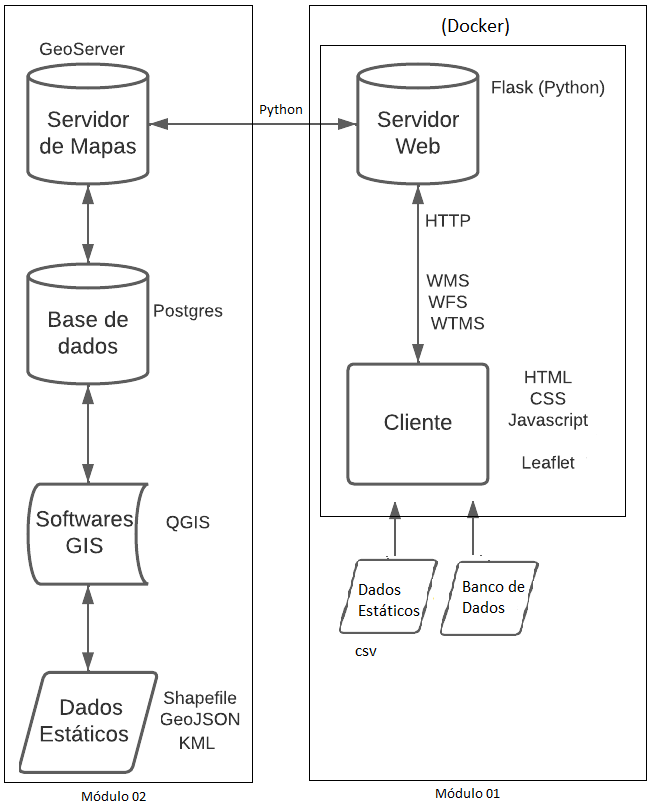 GeoServer
Servidor
de Mapas
Base de
dados
Postgres
Softwares
GIS
QGIS
Dados
Estáticos
Shapefile
GeoJSON
KML
Módulo 02
Python
(Docker)
Servidor
Web
Flask (Python)
HTTP
WMS
WFS
WTMS
Cliente
HTML
CSS
Javascript
Leaflet
Dados
Estáticos
csv
Banco de
Dados
Módulo 01